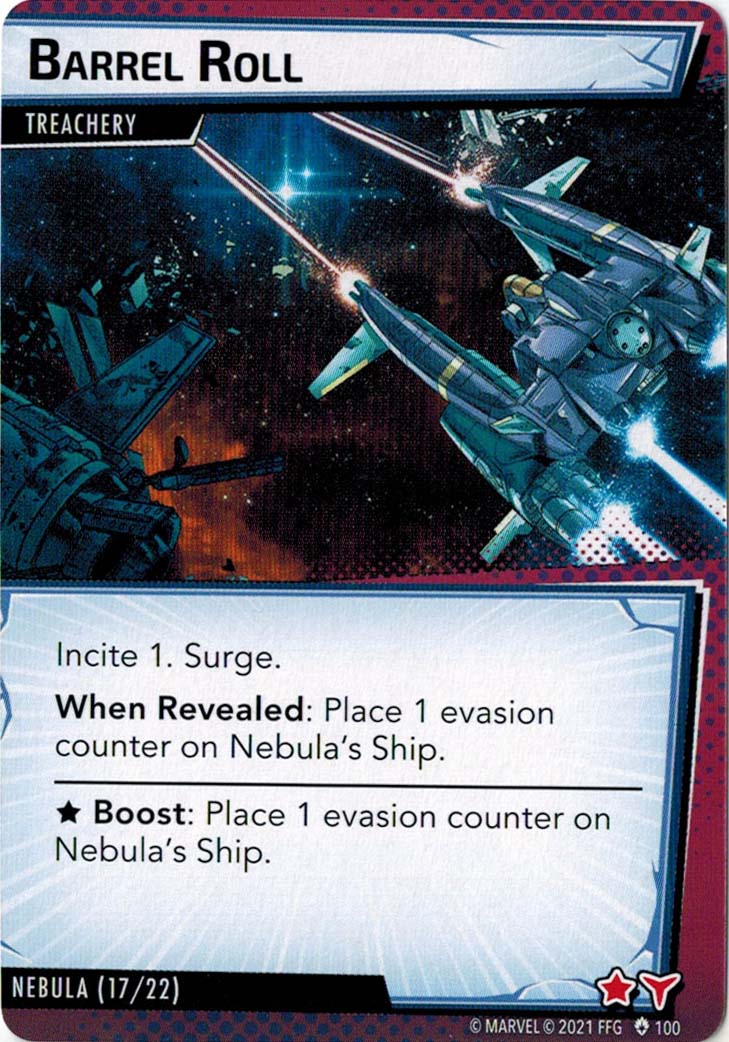 BARREL ROLL
TREACHERY
Incite 1. Surge.
When Revealed: Place 1 evasion
counter on Nebula's Ship.
★ Boost: Place 1 evasion counter on
Nebula's Ship.
NEBULA (17/22)
© MARVEL © 2021 FFG 100